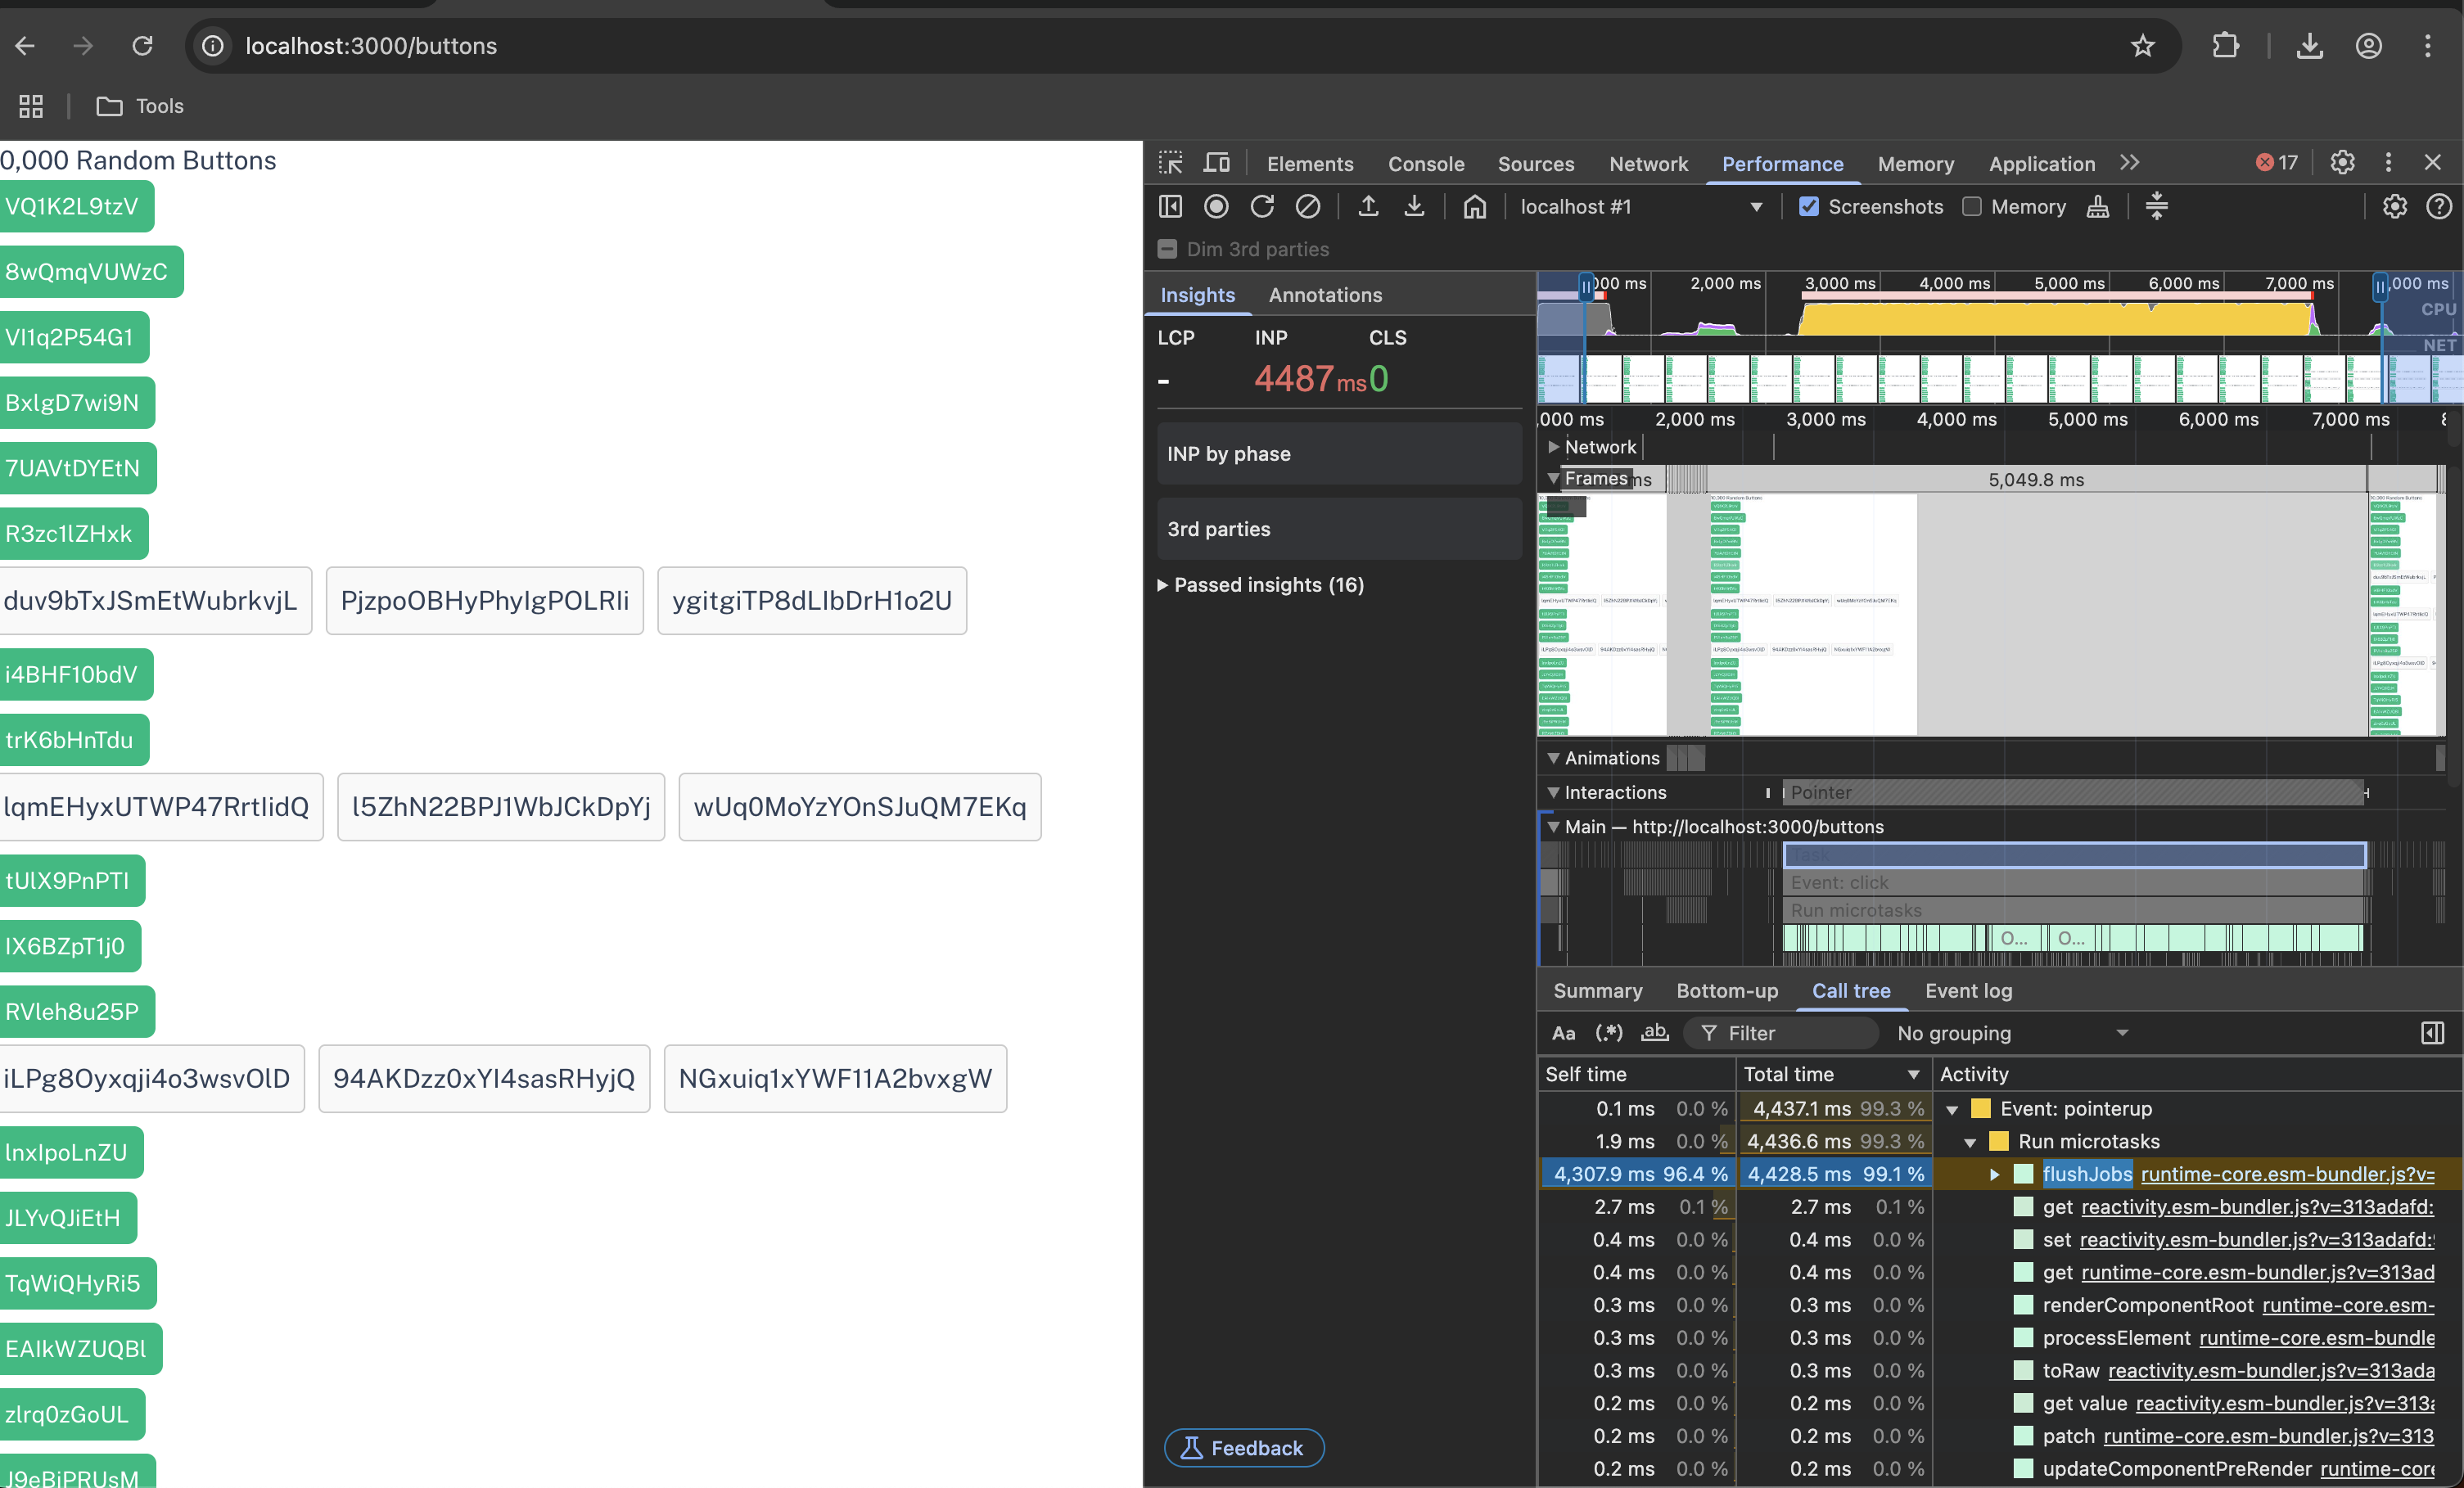 localhost:3000/buttons
Tools
0,000 Random Buttons
VQ1K2L9tzV
8wQmqVUWzC
VI1q2P54G1
BxlgD7wi9N
7UAVtDYEtN
R3zc1lZHxk
duv9bTxJSmEtWubrkvjL PjzpoOBHyPhyIgPOLRIi ygitgiTP8dLIbDrH1o2U
i4BHF10bdV
trK6bHnTdu
lqmEHyxUTWP47RrtIidQ l5ZhN22BPJ1WbJCkDpYj wUq0MoYzYOnSJuQM7EKq
tUlX9PnPTI
IX6BZpT1j0
RVleh8u25P
iLPg8Oyxqji4o3wsvOlD 94AKDzz0xYI4sasRHyjQ NGxuiq1xYWF11A2bvxgW
lnxIpoLnZU
JLYvQJiEtH
TqWiQHyRi5
EAIkWZUQBl
zlrq0zGoUL
J9eBjPRUsM
Elements Console Sources Network Performance Memory Application 17
localhost #1 Screenshots Memory
Dim 3rd parties
Insights Annotations
LCP INP CLS
- 4487 ms 0
INP by phase
3rd parties
Passed insights (16)
Feedback
000 ms 2,000 ms 3,000 ms 4,000 ms 5,000 ms 6,000 ms 7,000 ms ,000 ms
CPU
NET
,000 ms 2,000 ms 3,000 ms 4,000 ms 5,000 ms 6,000 ms 7,000 ms
Network
Frames ms 5,049.8 ms
Animations
Interactions Pointer
Main — http://localhost:3000/buttons
Task
Event: click
Run microtasks
O... O...
Summary Bottom-up Call tree Event log
Aa (.*) ab Filter No grouping
Self time Total time Activity
0.1 ms 0.0 % 4,437.1 ms 99.3 % Event: pointerup
1.9 ms 0.0 % 4,436.6 ms 99.3 % Run microtasks
4,307.9 ms 96.4 % 4,428.5 ms 99.1 % flushJobs runtime-core.esm-bundler.js?v=
2.7 ms 0.1 % 2.7 ms 0.1 % get reactivity.esm-bundler.js?v=313adafd:
0.4 ms 0.0 % 0.4 ms 0.0 % set reactivity.esm-bundler.js?v=313adafd:
0.4 ms 0.0 % 0.4 ms 0.0 % get runtime-core.esm-bundler.js?v=313ad
0.3 ms 0.0 % 0.3 ms 0.0 % renderComponentRoot runtime-core.esm-
0.3 ms 0.0 % 0.3 ms 0.0 % processElement runtime-core.esm-bundle
0.3 ms 0.0 % 0.3 ms 0.0 % toRaw reactivity.esm-bundler.js?v=313ada
0.2 ms 0.0 % 0.2 ms 0.0 % get value reactivity.esm-bundler.js?v=313
0.2 ms 0.0 % 0.2 ms 0.0 % patch runtime-core.esm-bundler.js?v=313
0.2 ms 0.0 % 0.2 ms 0.0 % updateComponentPreRender runtime-core